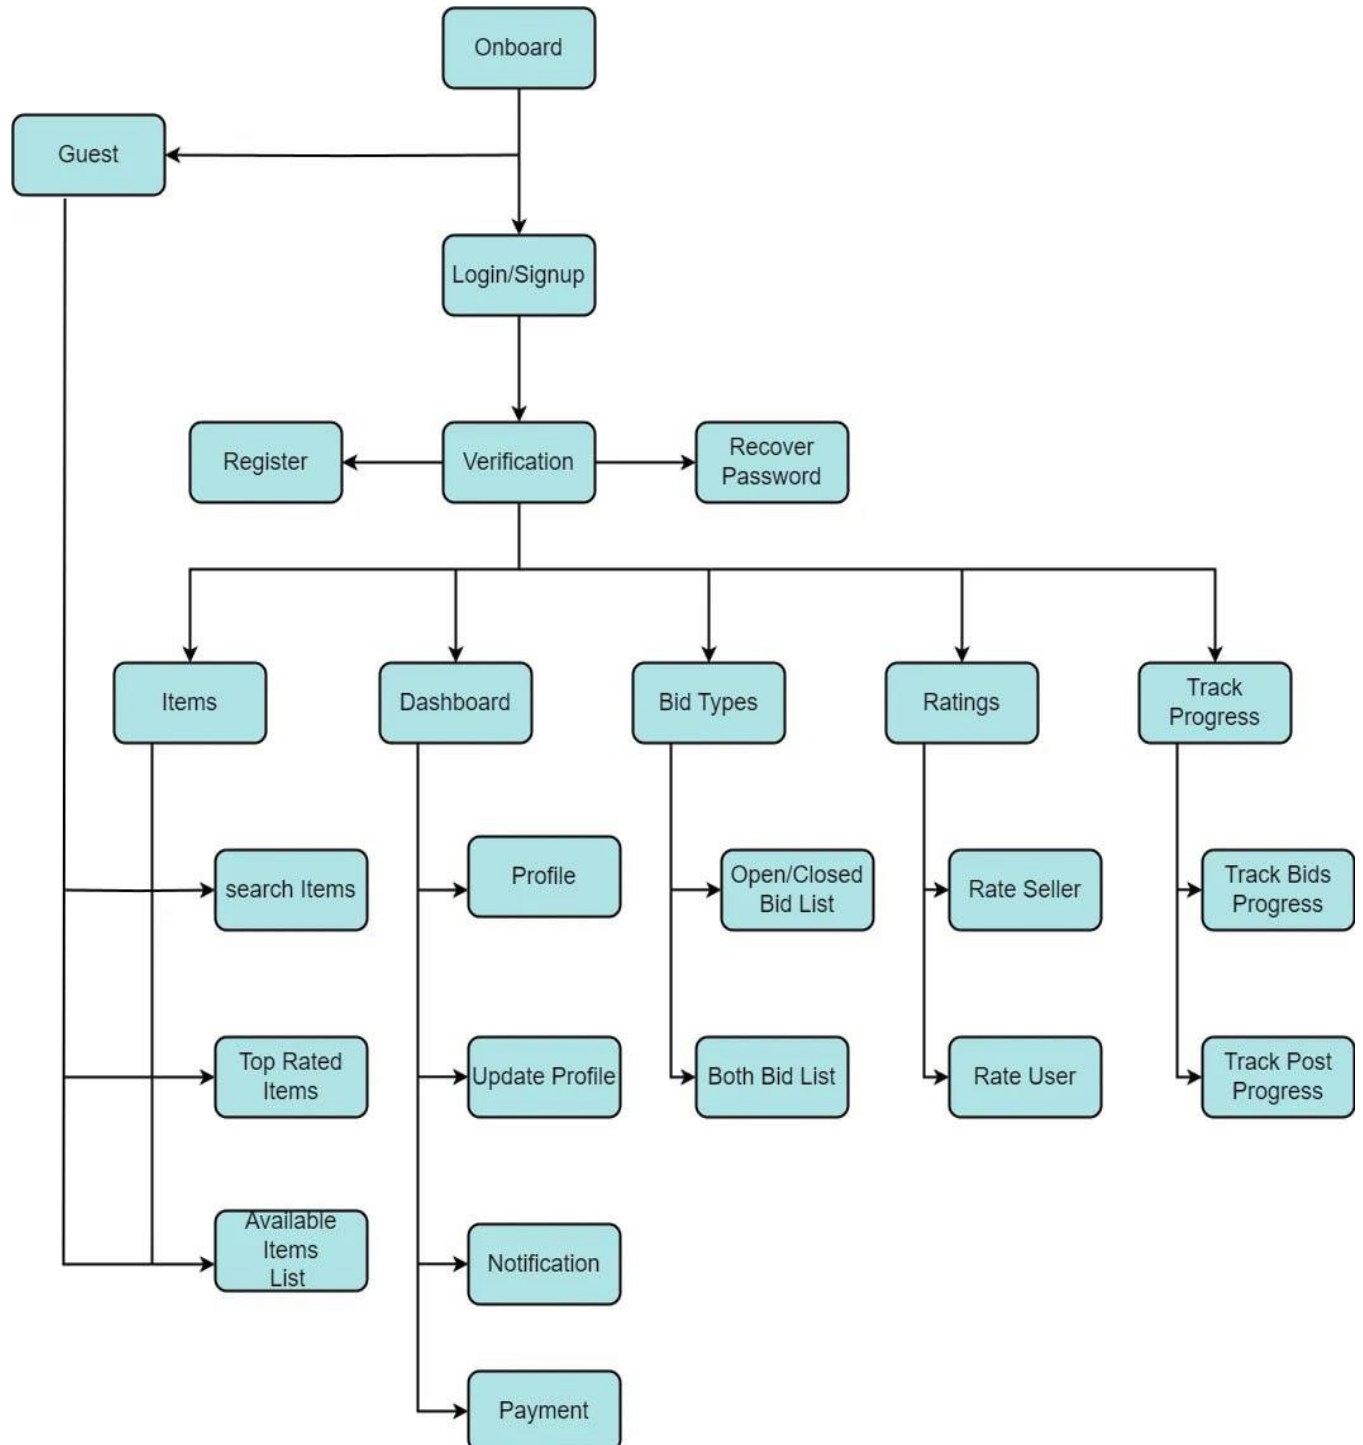 Onboard
Guest
Login/Signup
Register
Verification
Recover
Password
Items
Dashboard
Bid Types
Ratings
Track
Progress
search Items
Profile
Open/Closed
Bid List
Rate Seller
Track Bids
Progress
Top Rated
Items
Update Profile
Both Bid List
Rate User
Track Post
Progress
Available
Items
List
Notification
Payment